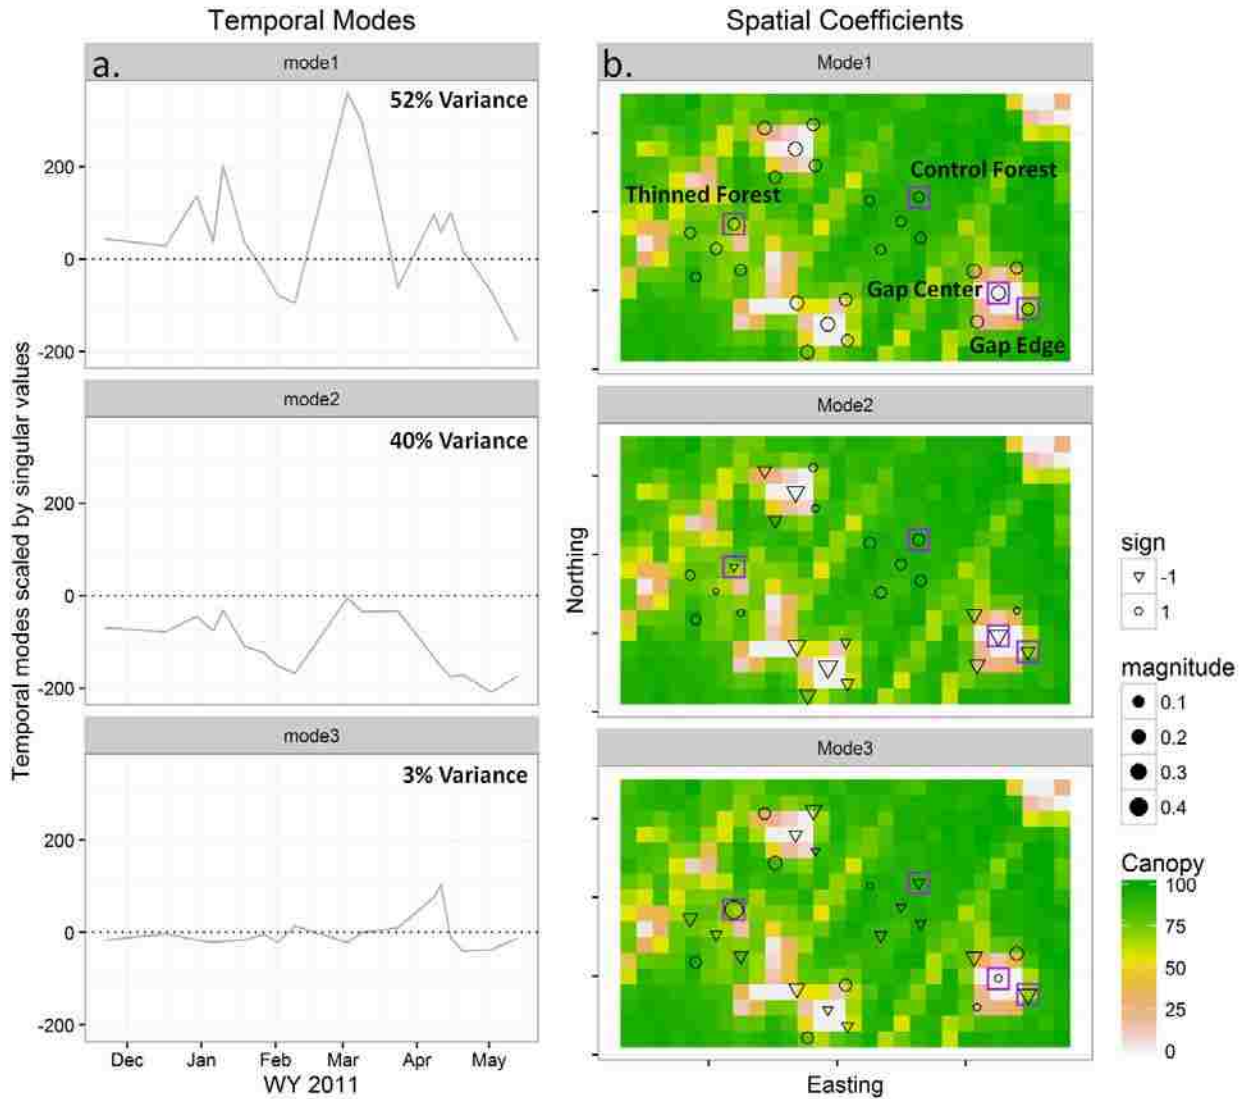 Temporal Modes
Spatial Coefficients
a.
mode1
52% Variance
200
0
-200
mode2
40% Variance
200
0
-200
mode3
3% Variance
200
0
-200
Dec Jan Feb Mar Apr May
WY 2011
Temporal modes scaled by singular values
b.
Mode1
Control Forest
Thinned Forest
Gap Center
Gap Edge
Mode2
Mode3
Northing
Easting
sign
-1
1
magnitude
0.1
0.2
0.3
0.4
Canopy
100
75
50
25
0